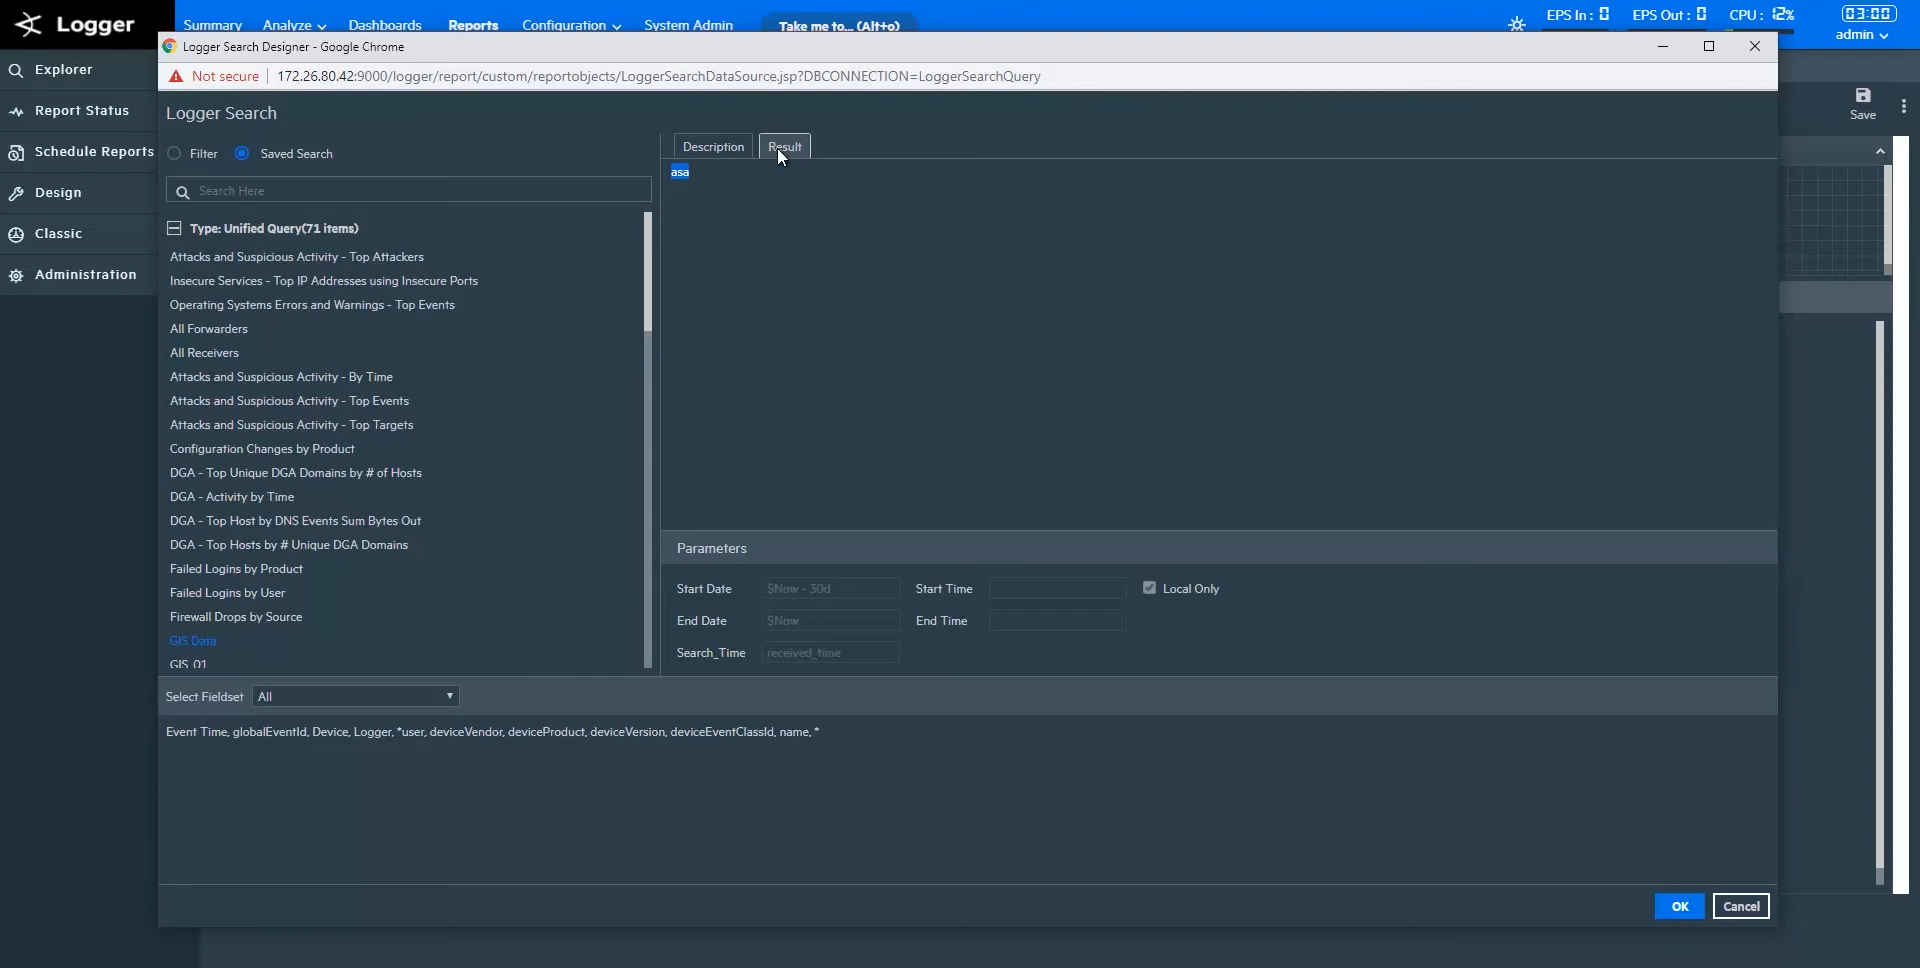 Logger
Summary
Analyze
Dashboards
Reports
Configuration
System Admin
Take me to... (Alt+o)
EPS In : 0
EPS Out : 0
CPU : 12%
03:00
admin
Logger Search Designer - Google Chrome
Not secure
172.26.80.42:9000/logger/report/custom/reportobjects/LoggerSearchDataSource.jsp?DBCONNECTION=LoggerSearchQuery
Explorer
Report Status
Schedule Reports
Design
Classic
Administration
Save
Logger Search
Filter
Saved Search
Search Here
Type: Unified Query(71 items)
Attacks and Suspicious Activity - Top Attackers
Insecure Services - Top IP Addresses using Insecure Ports
Operating Systems Errors and Warnings - Top Events
All Forwarders
All Receivers
Attacks and Suspicious Activity - By Time
Attacks and Suspicious Activity - Top Events
Attacks and Suspicious Activity - Top Targets
Configuration Changes by Product
DGA - Top Unique DGA Domains by # of Hosts
DGA - Activity by Time
DGA - Top Host by DNS Events Sum Bytes Out
DGA - Top Hosts by # Unique DGA Domains
Failed Logins by Product
Failed Logins by User
Firewall Drops by Source
GIS Data
GIS_01
Description
Result
asa
Parameters
Start Date
$Now - 30d
Start Time
Local Only
End Date
$Now
End Time
Search_Time
received_time
Select Fieldset
All
Event Time, globalEventId, Device, Logger, *user, deviceVendor, deviceProduct, deviceVersion, deviceEventClassId, name, *
OK
Cancel